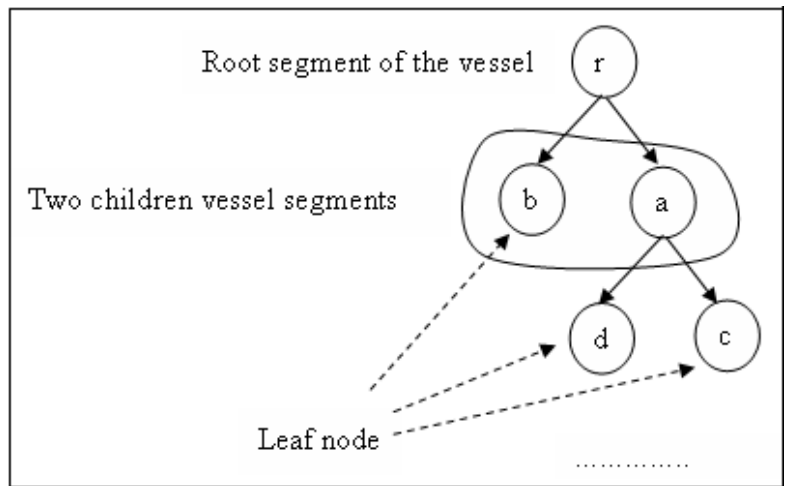 Root segment of the vessel
r
Two children vessel segments
b
a
d
c
Leaf node
…………..